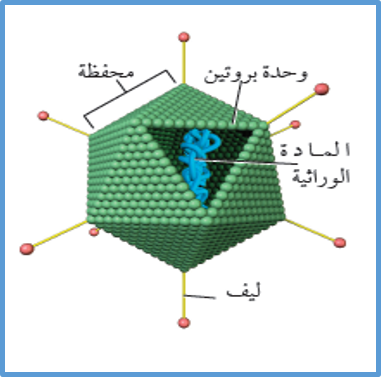 محفظة
وحدة بروتين
المادة
الوراثية
ليف